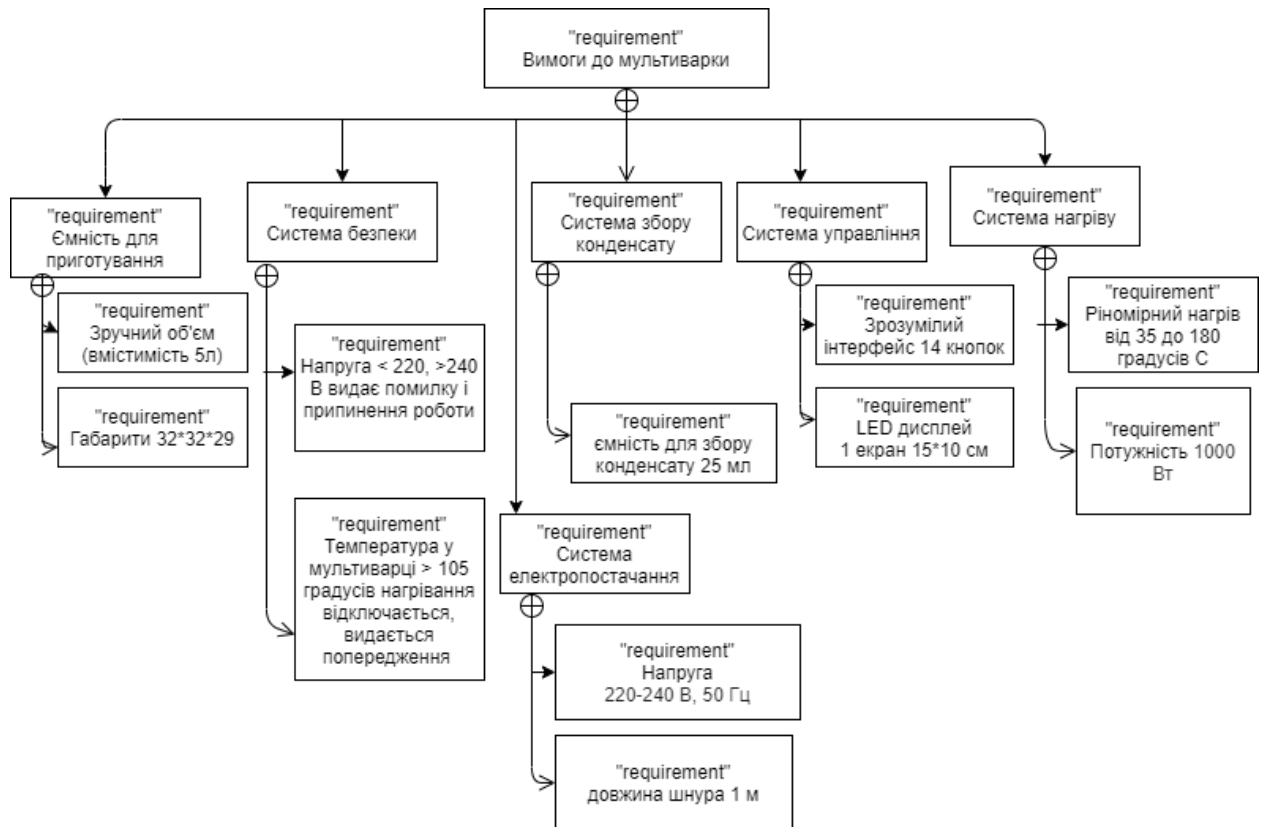 "requirement"
Вимоги до мультиварки
"requirement"
Ємність для
приготування
"requirement"
Зручний об'єм
(вмістимість 5л)
"requirement"
Габарити 32*32*29
"requirement"
Система безпеки
"requirement"
Напруга < 220, >240
В видає помилку і
припинення роботи
"requirement"
Температура у
мультиварці > 105
градусів нагрівання
відключається,
видається
попередження
"requirement"
Система
електропостачання
"requirement"
Напруга
220-240 В, 50 Гц
"requirement"
довжина шнура 1 м
"requirement"
Система збору
конденсату
"requirement"
ємність для збору
конденсату 25 мл
"requirement"
Система управління
"requirement"
Зрозумілий
інтерфейс 14 кнопок
"requirement"
LED дисплей
1 екран 15*10 см
"requirement"
Система нагріву
"requirement"
Ріномірний нагрів
від 35 до 180
градусів С
"requirement"
Потужність 1000
Вт